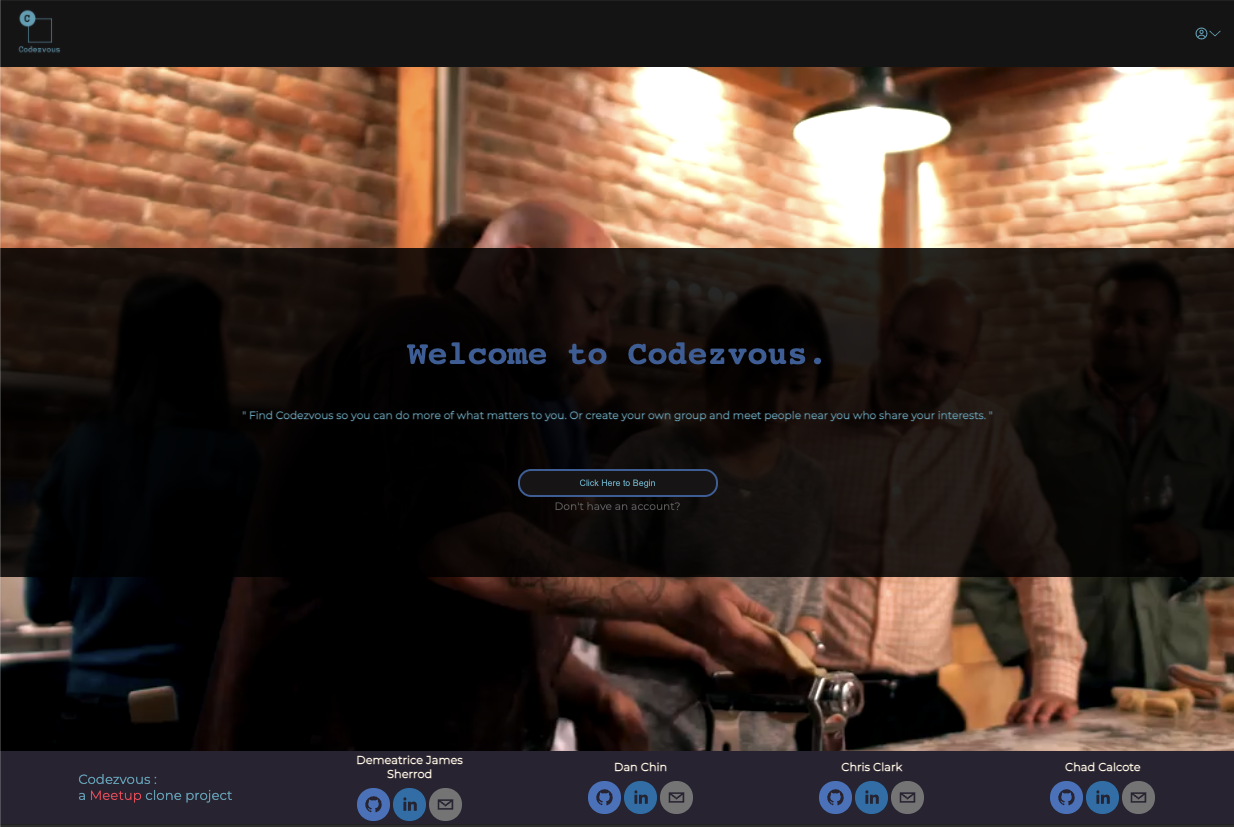 C
Codezvous
Welcome to Codezvous.
" Find Codezvous so you can do more of what matters to you. Or create your own group and meet people near you who share your interests. "
Click Here to Begin
Don't have an account?
Codezvous :
a Meetup clone project
Demeatrice James
Sherrod
in
Dan Chin
in
Chris Clark
in
Chad Calcote
in